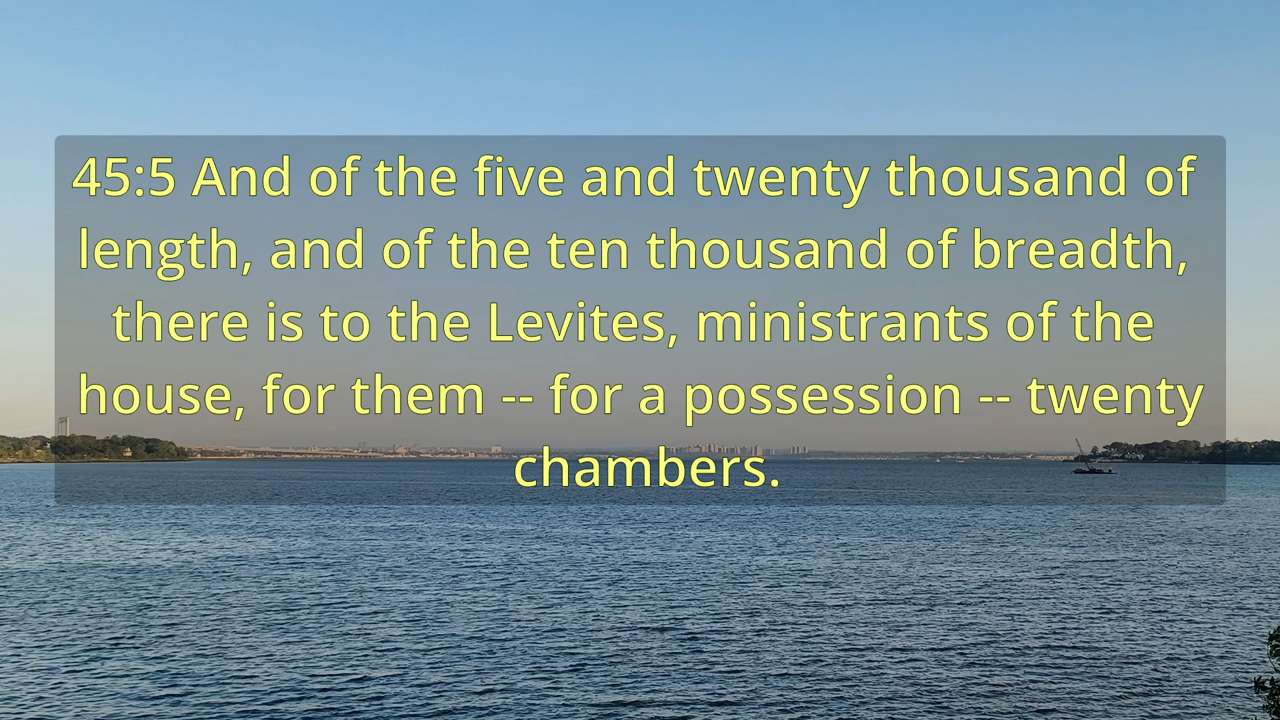 45:5 And of the five and twenty thousand of
length, and of the ten thousand of breadth,
there is to the Levites, ministrants of the
house, for them -- for a possession -- twenty
chambers.